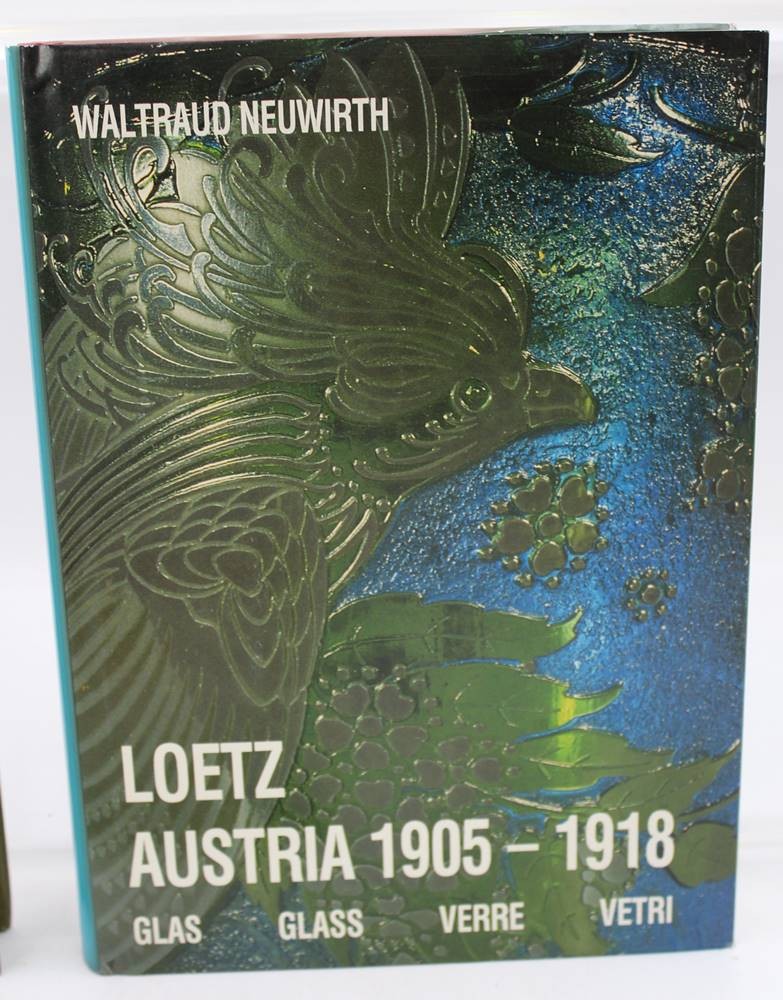 WALTRAUD NEUWIRTH
LOETZ
AUSTRIA 1905 – 1918
GLAS GLASS VERRE VETRI